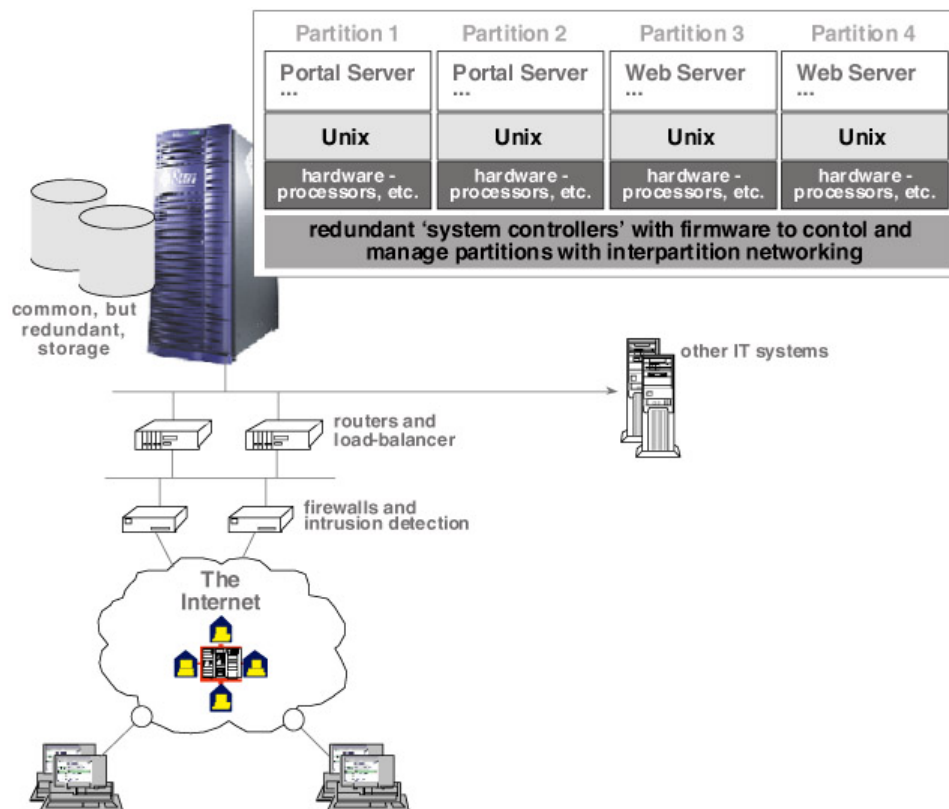 Partition 1 Partition 2 Partition 3 Partition 4
Portal Server Portal Server Web Server Web Server
... ... ... ...
Unix Unix Unix Unix
hardware - hardware - hardware - hardware -
processors, etc. processors, etc. processors, etc. processors, etc.
redundant ‘system controllers’ with firmware to contol and
manage partitions with interpartition networking
Sun
common, but
redundant,
storage
other IT systems
routers and
load-balancer
firewalls and
intrusion detection
The
Internet